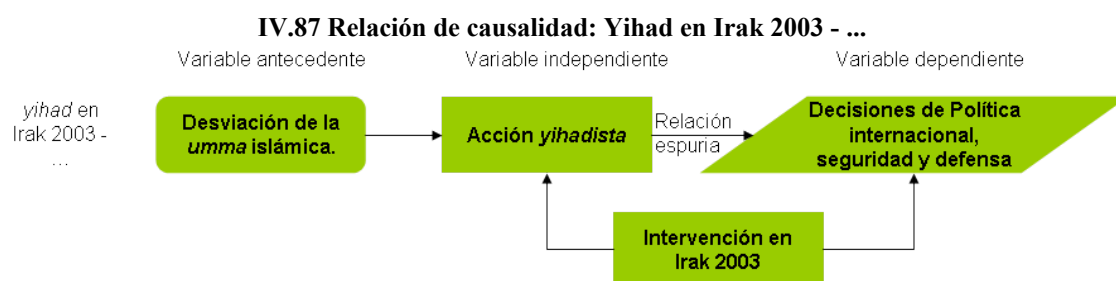 IV.87 Relación de causalidad: Yihad en Irak 2003 - ...
Variable antecedente
Variable independiente
Variable dependiente
yihad en
Irak 2003 -
...
Desviación de la
umma islámica.
Acción yihadista
Relación
espuria
Decisiones de Política
internacional,
seguridad y defensa
Intervención en
Irak 2003